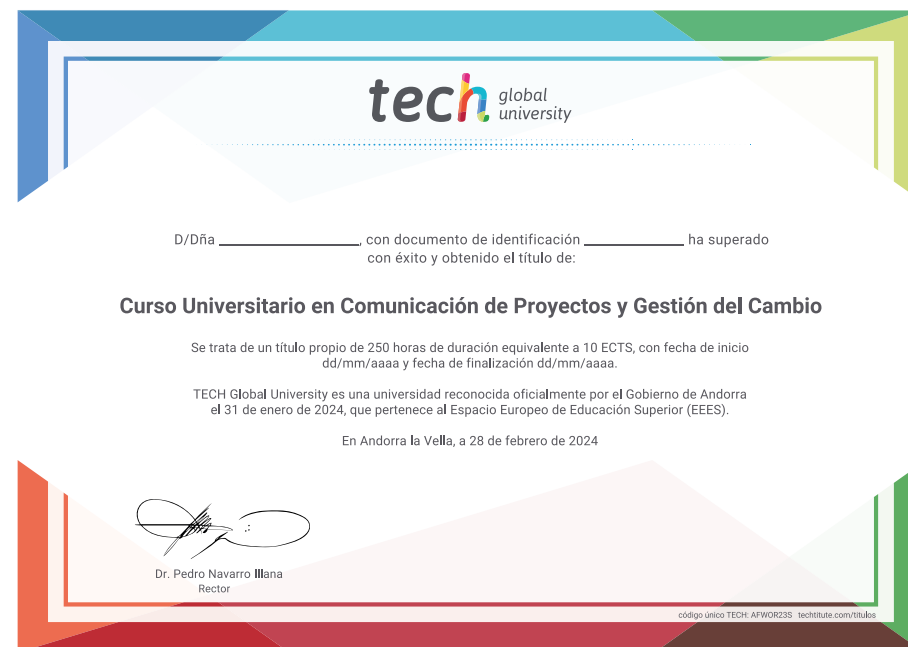 tech global university
D/Dña ____________________, con documento de identificación ______________ ha superado
con éxito y obtenido el título de:
Curso Universitario en Comunicación de Proyectos y Gestión del Cambio
Se trata de un título propio de 250 horas de duración equivalente a 10 ECTS, con fecha de inicio
dd/mm/aaaa y fecha de finalización dd/mm/aaaa.
TECH Global University es una universidad reconocida oficialmente por el Gobierno de Andorra
el 31 de enero de 2024, que pertenece al Espacio Europeo de Educación Superior (EEES).
En Andorra la Vella, a 28 de febrero de 2024
Dr. Pedro Navarro Illana
Rector
código único TECH: AFWOR23S techtitute.com/titulos